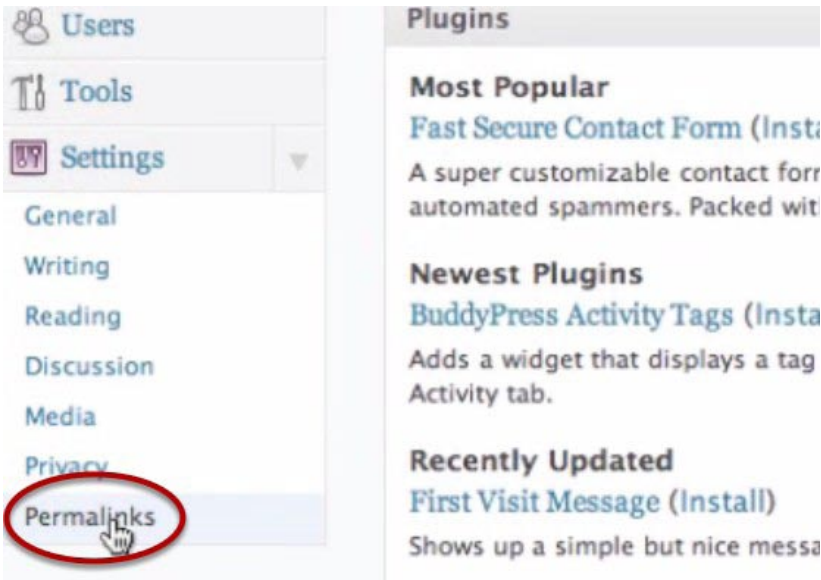 Users
Tools
Settings
General
Writing
Reading
Discussion
Media
Privacy
Permalinks
Plugins
Most Popular
Fast Secure Contact Form (Insta
A super customizable contact for
automated spammers. Packed wit
Newest Plugins
BuddyPress Activity Tags (Insta
Adds a widget that displays a tag
Activity tab.
Recently Updated
First Visit Message (Install)
Shows up a simple but nice messa